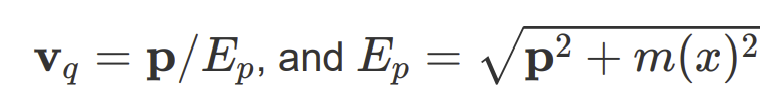 v_q = p/E_p, and E_p = √(p² + m(x)²)